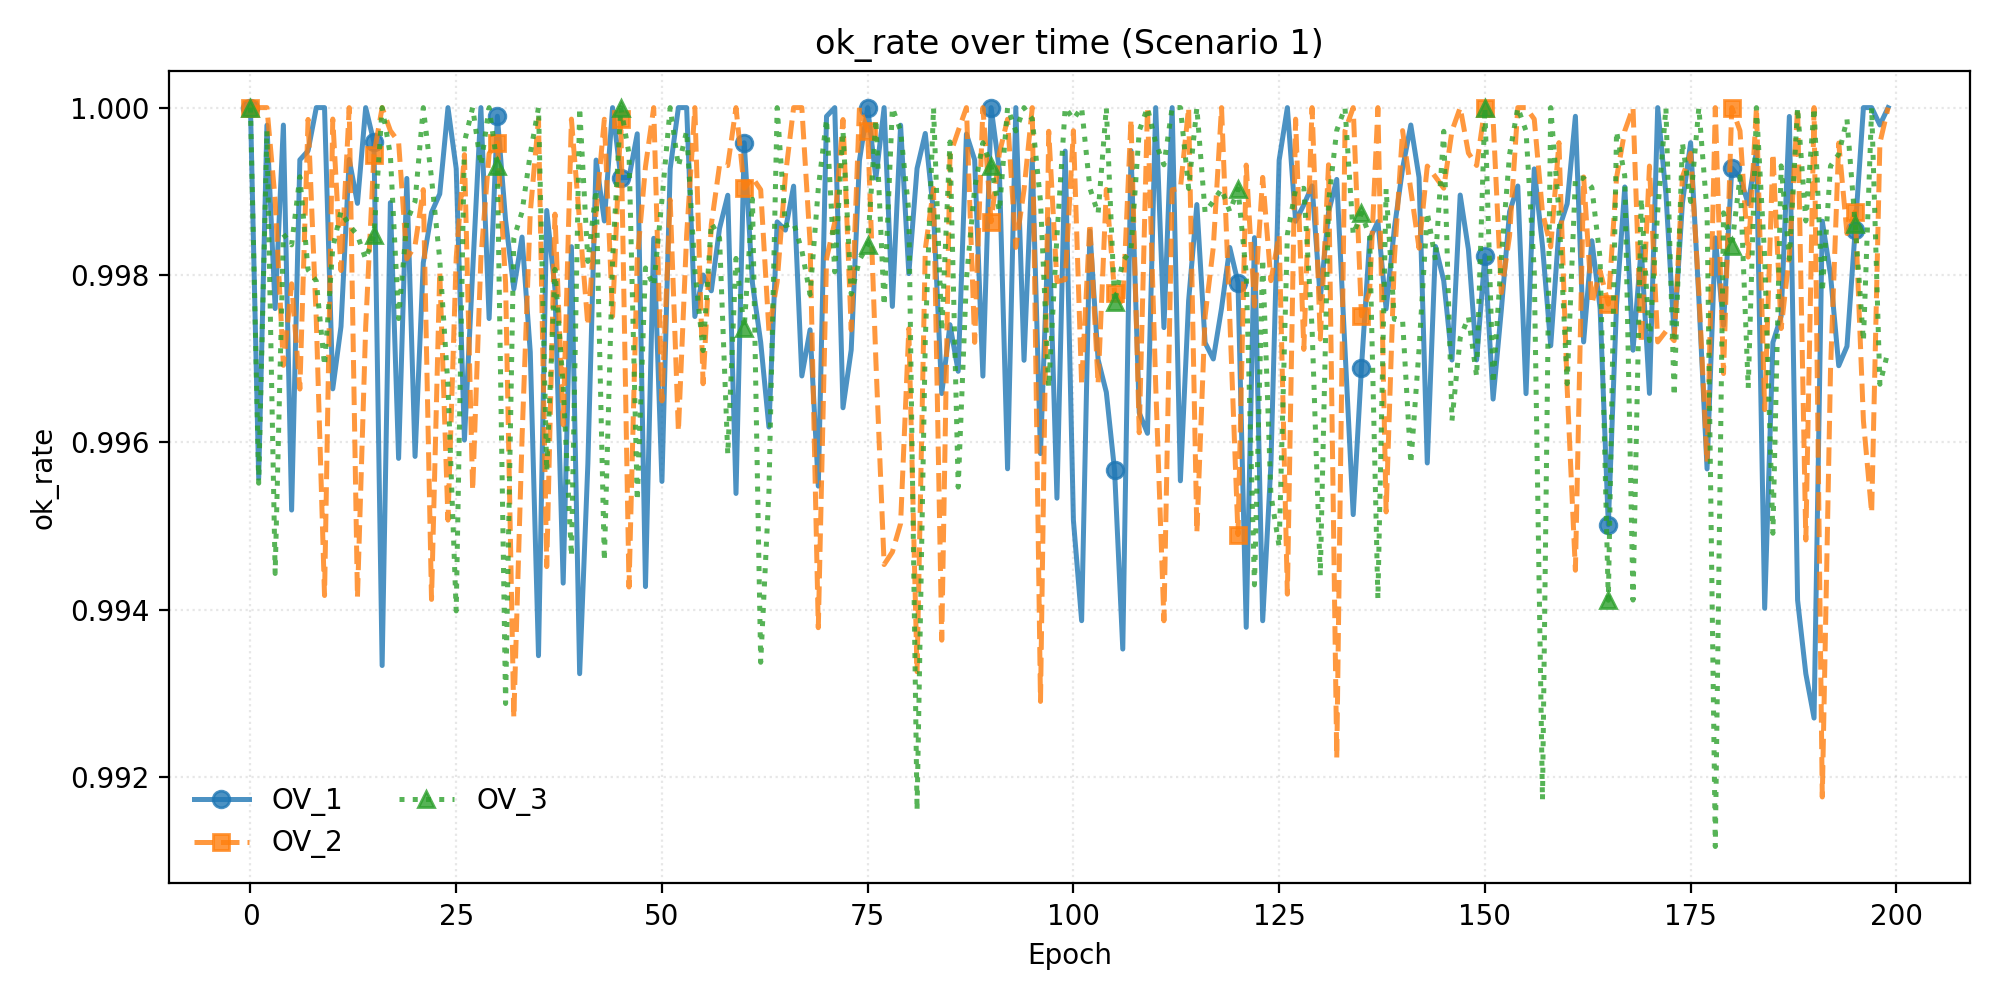 ok_rate over time (Scenario 1)
1.000
0.998
0.996
0.994
0.992
ok_rate
OV_1
OV_2
OV_3
0 25 50 75 100 125 150 175 200
Epoch